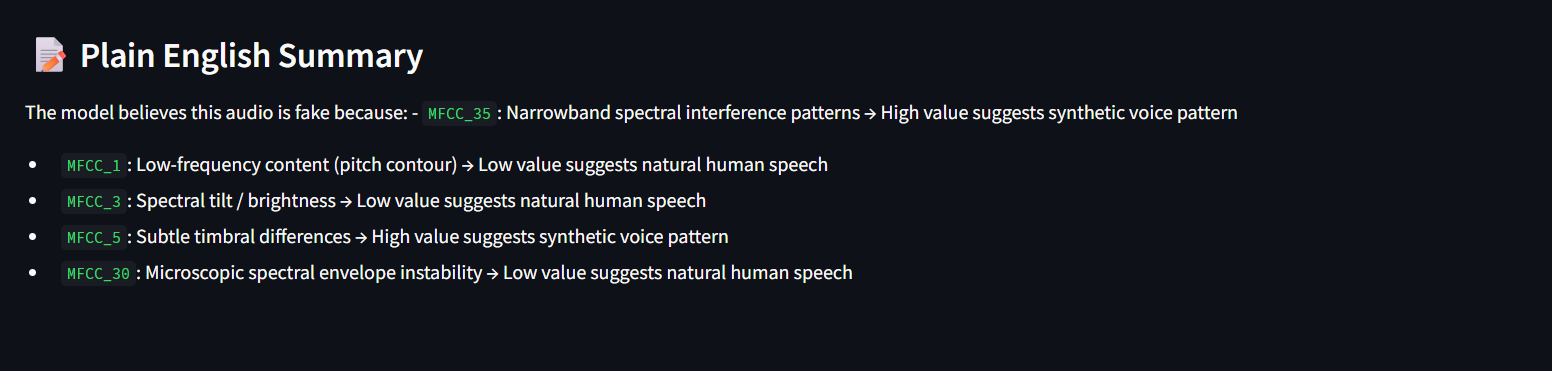 Plain English Summary
The model believes this audio is fake because: - MFCC_35: Narrowband spectral interference patterns → High value suggests synthetic voice pattern
• MFCC_1: Low-frequency content (pitch contour) → Low value suggests natural human speech
• MFCC_3: Spectral tilt / brightness → Low value suggests natural human speech
• MFCC_5: Subtle timbral differences → High value suggests synthetic voice pattern
• MFCC_30: Microscopic spectral envelope instability → Low value suggests natural human speech